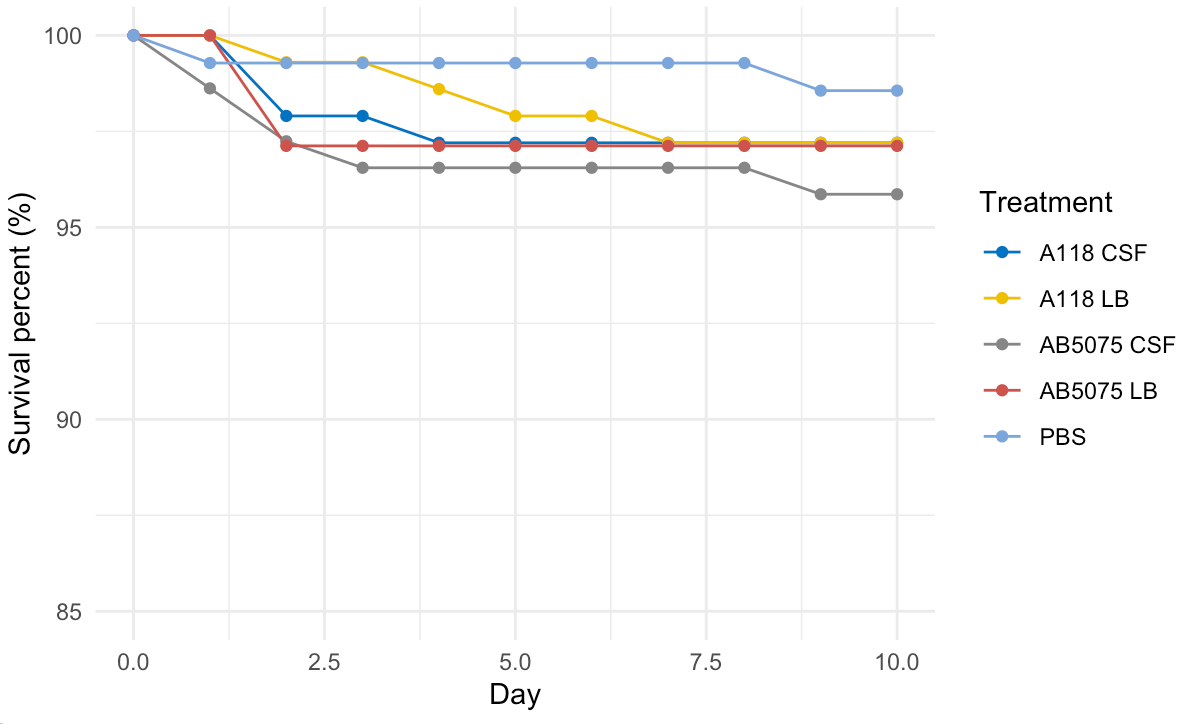 Survival percent (%)
100
95
90
85
0.0 2.5 5.0 7.5 10.0
Day
Treatment
A118 CSF
A118 LB
AB5075 CSF
AB5075 LB
PBS